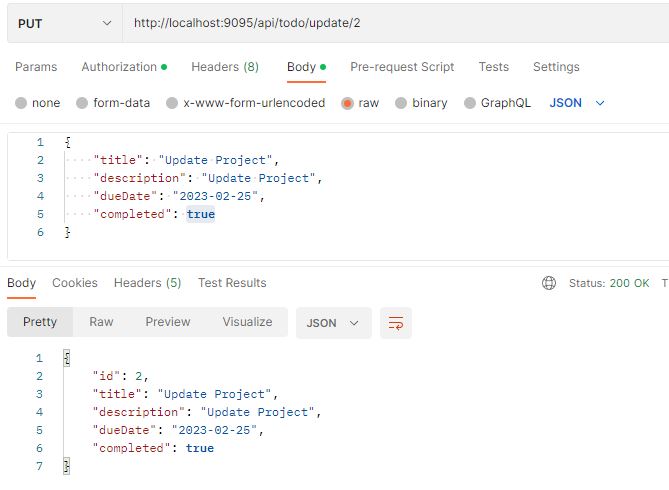 PUT http://localhost:9095/api/todo/update/2
Params Authorization Headers (8) Body Pre-request Script Tests Settings
none form-data x-www-form-urlencoded raw binary GraphQL JSON
1 {
2 "title": "Update Project",
3 "description": "Update Project",
4 "dueDate": "2023-02-25",
5 "completed": true
6 }
Body Cookies Headers (5) Test Results Status: 200 OK T
Pretty Raw Preview Visualize JSON
1 {
2 "id": 2,
3 "title": "Update Project",
4 "description": "Update Project",
5 "dueDate": "2023-02-25",
6 "completed": true
7 }